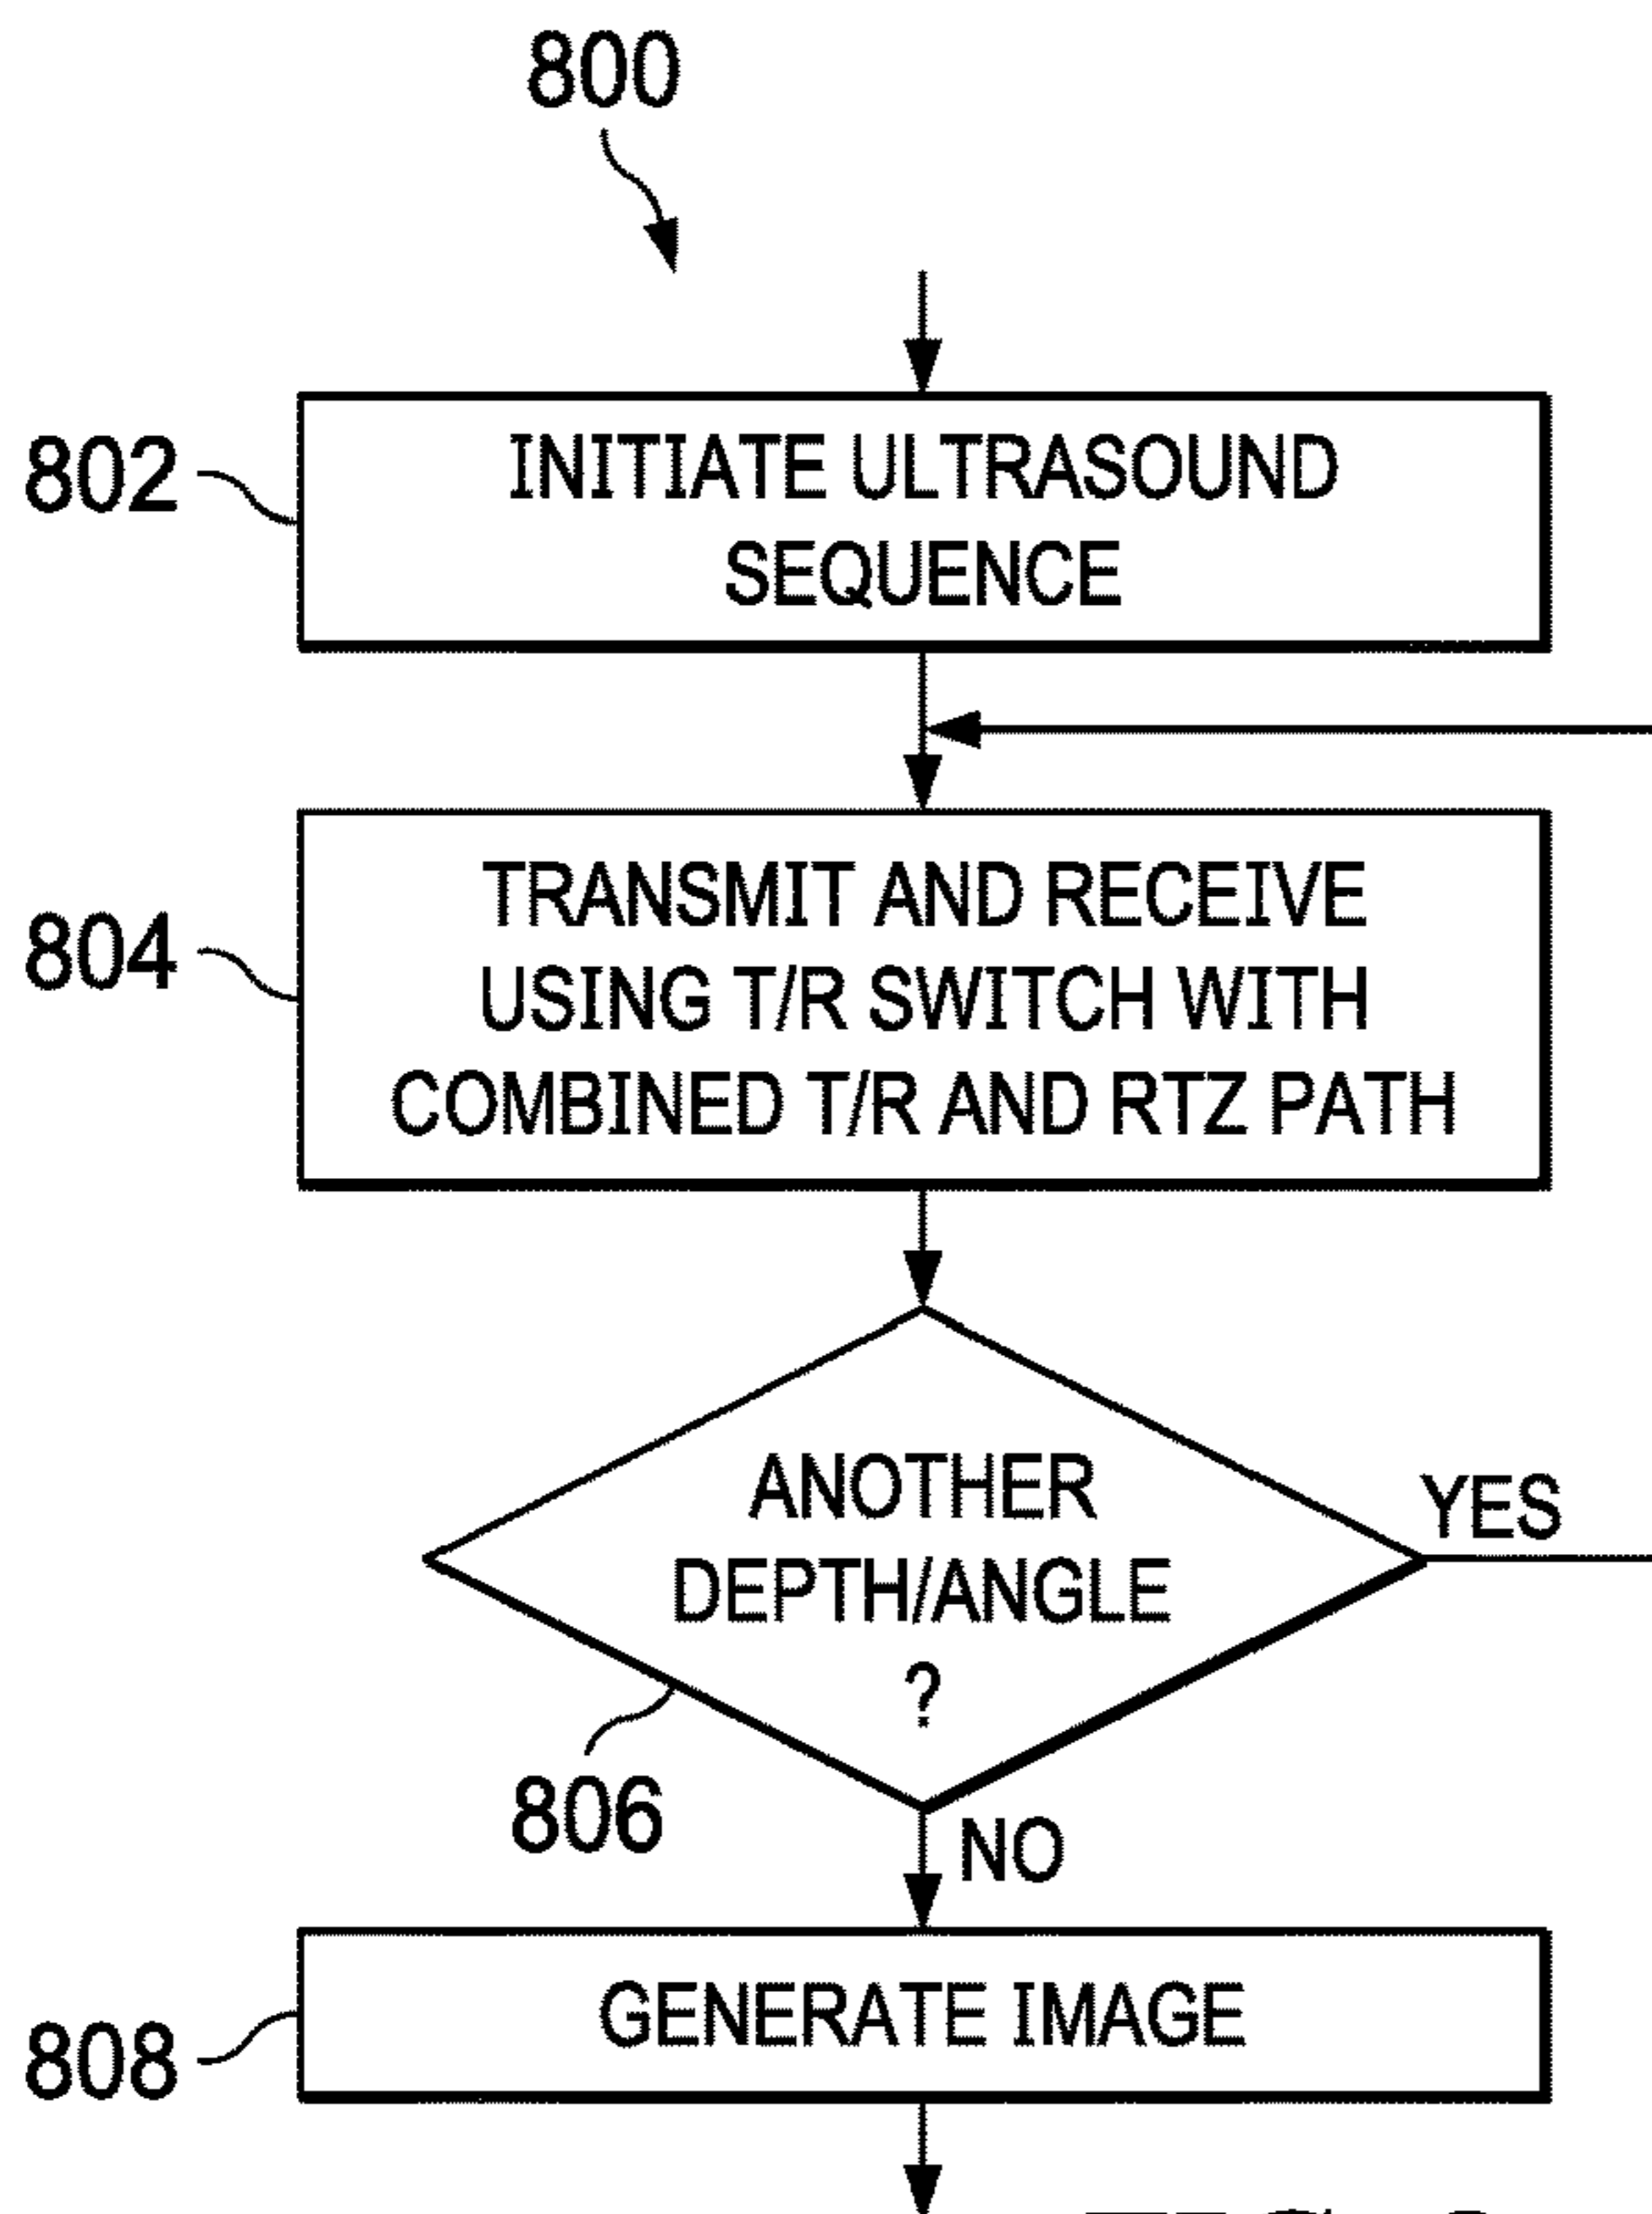 800
802
INITIATE ULTRASOUND
SEQUENCE
804
TRANSMIT AND RECEIVE
USING T/R SWITCH WITH
COMBINED T/R AND RTZ PATH
ANOTHER
DEPTH/ANGLE
?
YES
806
NO
808
GENERATE IMAGE